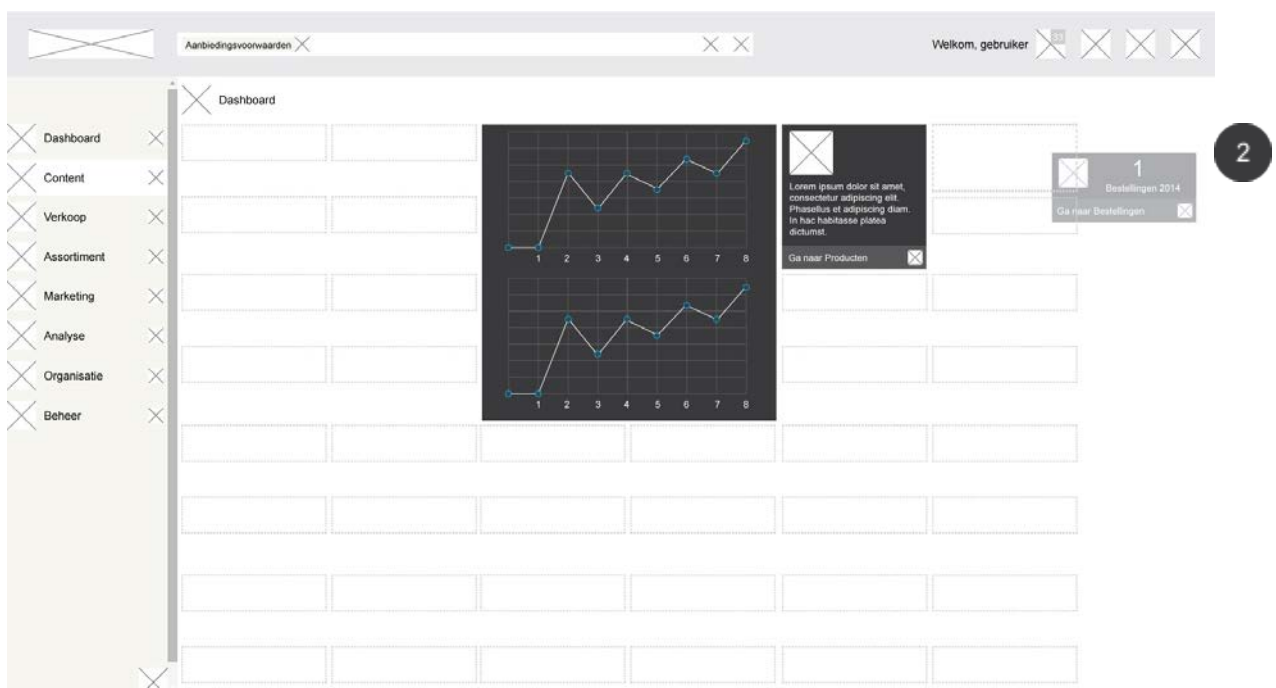 Aanbiedingsvoorwaarden
Welkom, gebruiker
31
Dashboard
Dashboard
Content
Verkoop
Assortiment
Marketing
Analyse
Organisatie
Beheer
1 2 3 4 5 6 7 8
1 2 3 4 5 6 7 8
Lorem ipsum dolor sit amet,
consectetur adipiscing elit.
Phasellus et adipiscing diam.
In hac habitasse platea
dictumst.
Ga naar Producten
1
Bestellingen 2014
Ga naar Bestellingen
2